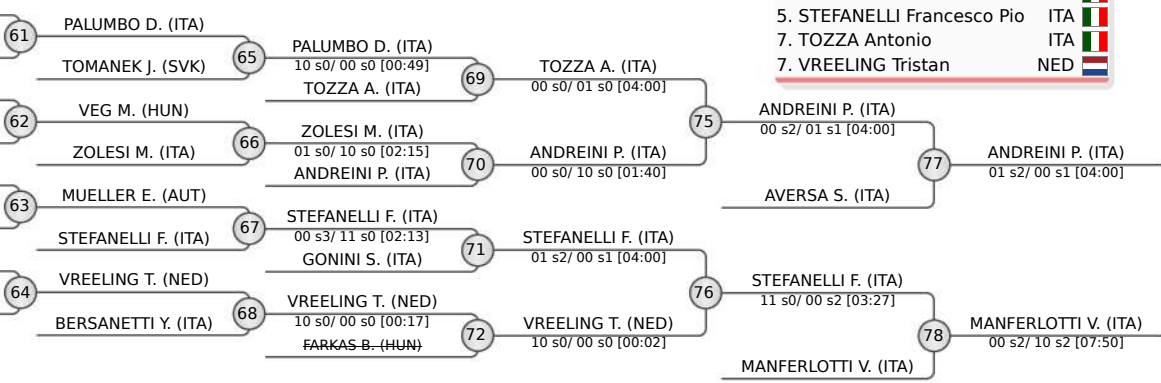 5. STEFANELLI Francesco Pio ITA
7. TOZZA Antonio ITA
7. VREELING Tristan NED
61
PALUMBO D. (ITA)
TOMANEK J. (SVK)
62
VEG M. (HUN)
ZOLESI M. (ITA)
63
MUELLER E. (AUT)
STEFANELLI F. (ITA)
64
VREELING T. (NED)
BERSANETTI Y. (ITA)
65
PALUMBO D. (ITA)
10 s0/ 00 s0 [00:49]
TOZZA A. (ITA)
66
ZOLESI M. (ITA)
01 s0/ 10 s0 [02:15]
ANDREINI P. (ITA)
67
STEFANELLI F. (ITA)
00 s3/ 11 s0 [02:13]
GONINI S. (ITA)
68
VREELING T. (NED)
10 s0/ 00 s0 [00:17]
FARKAS B. (HUN)
69
TOZZA A. (ITA)
00 s0/ 01 s0 [04:00]
70
ANDREINI P. (ITA)
00 s0/ 10 s0 [01:40]
71
STEFANELLI F. (ITA)
01 s2/ 00 s1 [04:00]
72
VREELING T. (NED)
10 s0/ 00 s0 [00:02]
75
ANDREINI P. (ITA)
00 s2/ 01 s1 [04:00]
AVERSA S. (ITA)
76
STEFANELLI F. (ITA)
11 s0/ 00 s2 [03:27]
MANFERLOTTI V. (ITA)
77
ANDREINI P. (ITA)
01 s2/ 00 s1 [04:00]
78
MANFERLOTTI V. (ITA)
00 s2/ 10 s2 [07:50]